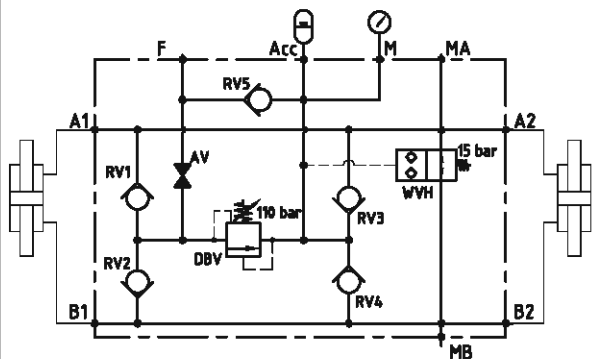 F Acc M MA
RV5
A1 A2
AV 15 bar
RV1 WVH
110 bar RV3
RV2 DBV RV4
B1 B2
MB